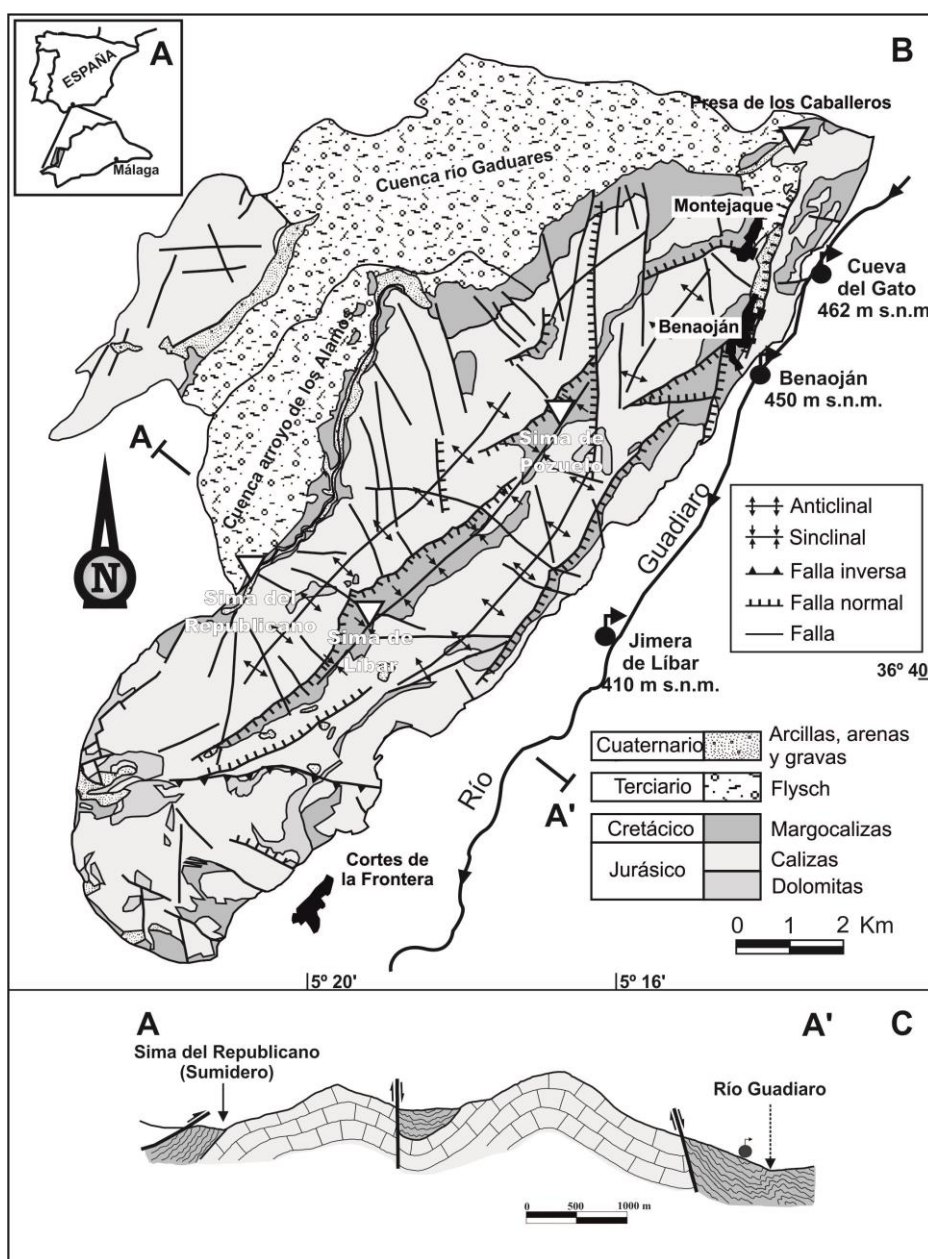 A
ESPAÑA
Málaga
B
Presa de los Caballeros
Cuenca río Gaduares
Montejaque
Cueva
del Gato
462 m s.n.m
Benaoján
Benaoján
450 m s.n.m.
Cuenca arroyo de los Alamos
A
Sima de
Pozuelo
Anticlinal
Sinclinal
Falla inversa
Falla normal
Falla
N
Guadiaro
Sima del
Republicano
Sima de
Líbar
Jimera
de Líbar
410 m s.n.m.
36º 40
Río
A'
Cuaternario
Arcillas, arenas
y gravas
Terciario
Flysch
Cretácico
Margocalizas
Jurásico
Calizas
Dolomitas
Cortes de
la Frontera
0 1 2 Km
5º 20'
5º 16'
A
A'
C
Sima del Republicano
(Sumidero)
Río Guadiaro
0 500 1000 m